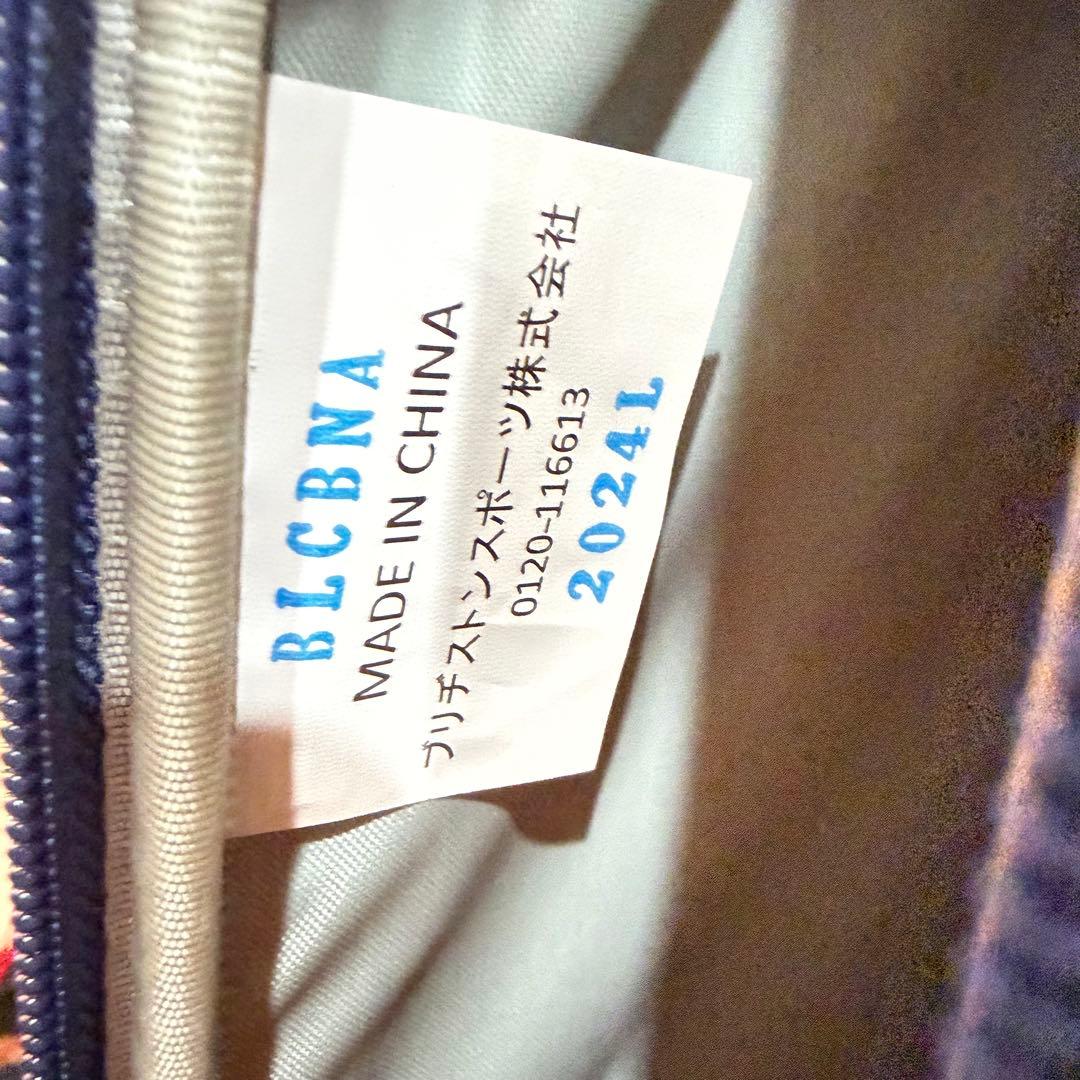 BLCBNA
MADE IN CHINA
ブリヂストンスポーツ株式会社
0120-116613
2024L